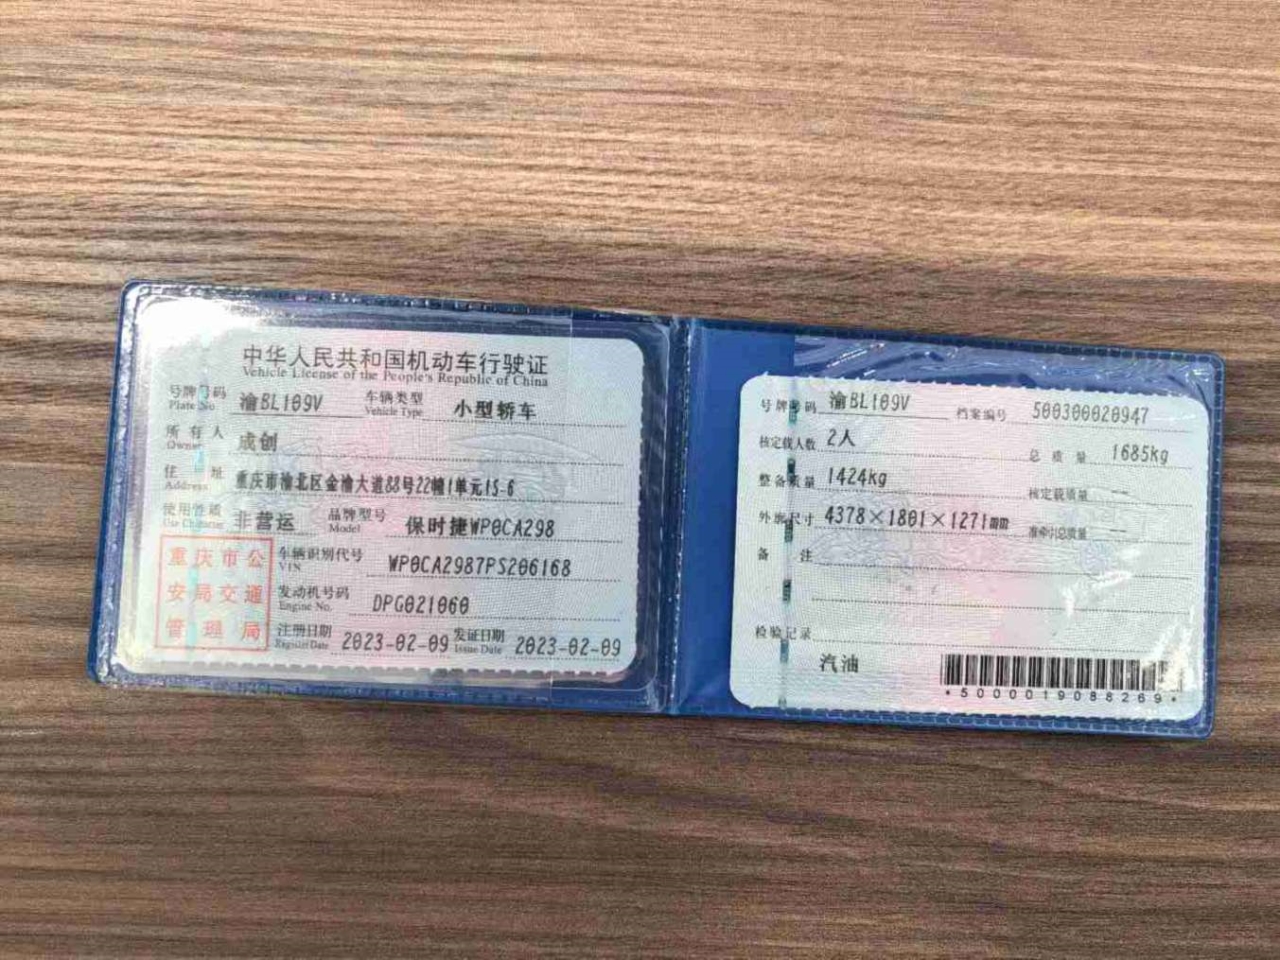 中华人民共和国机动车行驶证
Vehicle License of the People's Republic of China
号牌号码 渝BL109V 车辆类型 小型轿车
Plate No. Vehicle Type
所有人 成创
Owner
住址 重庆市渝北区金渝大道88号22幢1单元15-6
Address
使用性质 非营运 品牌型号 保时捷WP0CA298
Use Character Model
重庆市公安局交通管理局
车辆识别代号 WP0CA2987PS206168
VIN
发动机号码 DPG021060
Engine No.
注册日期 2023-02-09 发证日期 2023-02-09
Register Date Issue Date
号牌号码 渝BL109V 档案编号 500300020947
核定载人数 2人 总质量 1685kg
整备质量 1424kg 核定载质量 --
外廓尺寸 4378×1801×1271mm 准牵引总质量 --
备注
检验记录
汽油
*5000019088269*